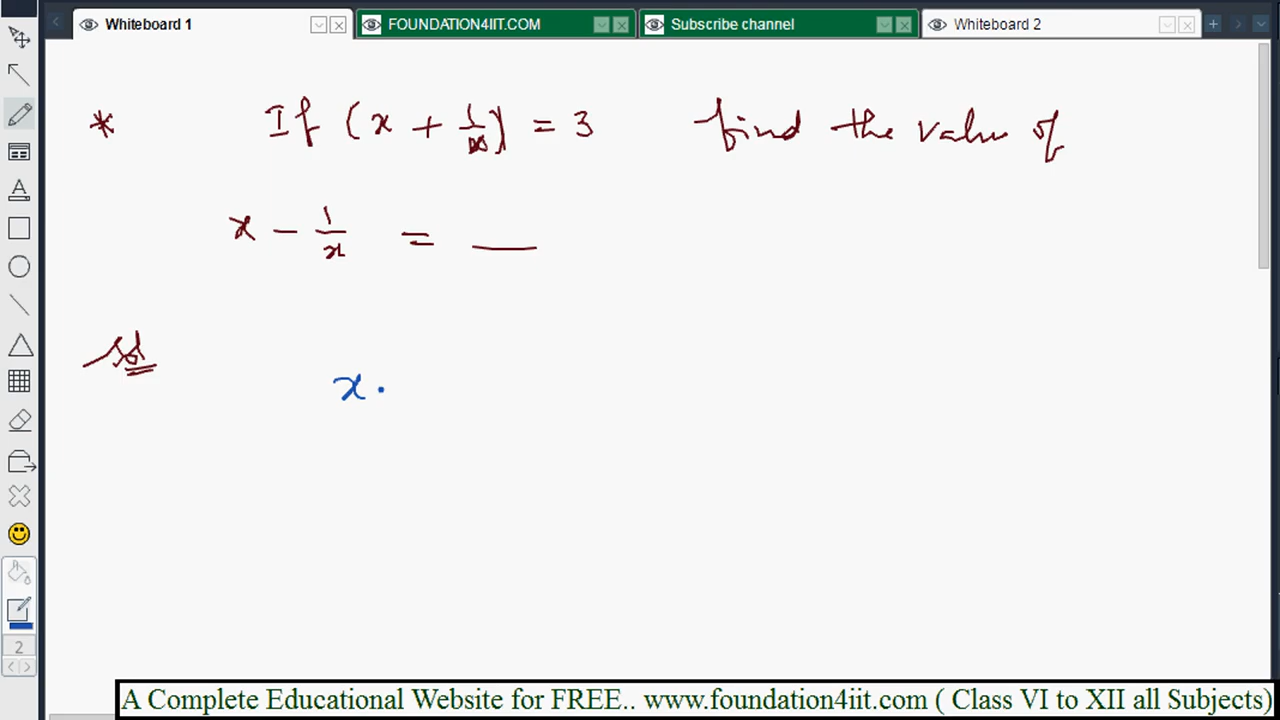 Whiteboard 1 FOUNDATION4IIT.COM Subscribe channel Whiteboard 2
* If (x + 1/x) = 3 find the value of
x - 1/x = __
Sol
x .
2
A Complete Educational Website for FREE.. www.foundation4iit.com ( Class VI to XII all Subjects)